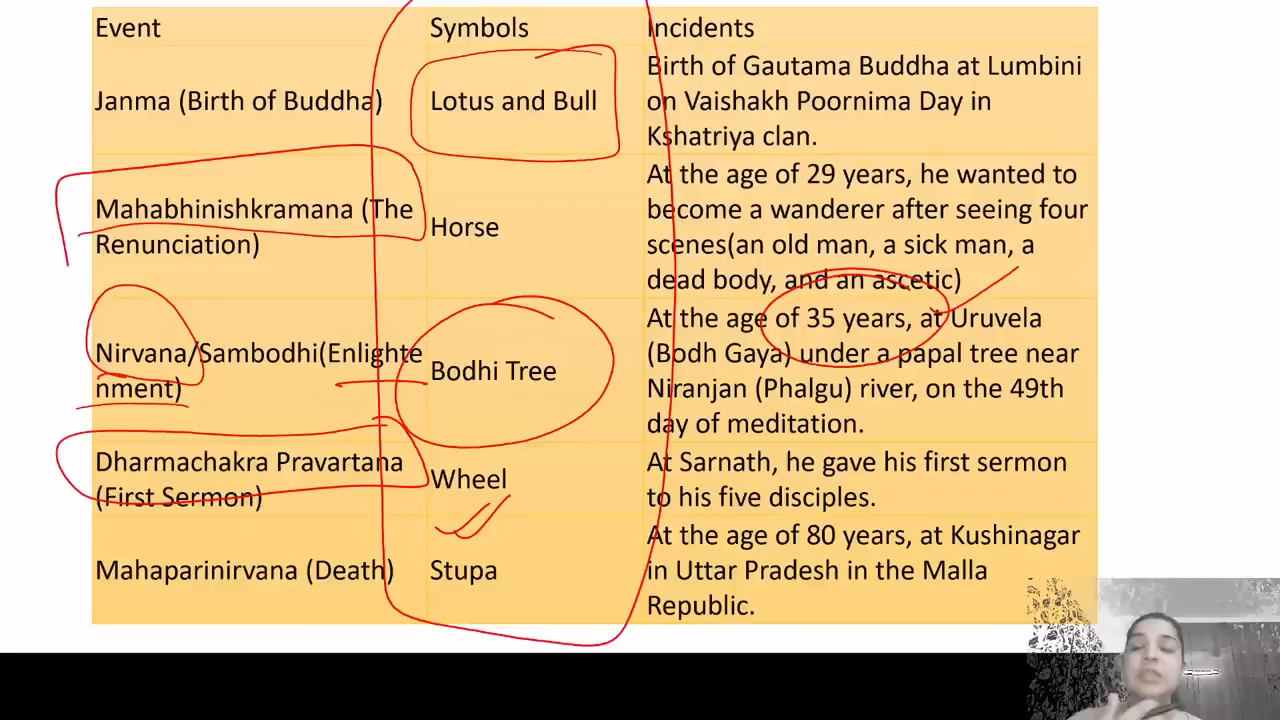 Event Symbols Incidents
Janma (Birth of Buddha)
Lotus and Bull
Birth of Gautama Buddha at Lumbini
on Vaishakh Poornima Day in
Kshatriya clan.
Mahabhinishkramana (The
Renunciation)
Horse
At the age of 29 years, he wanted to
become a wanderer after seeing four
scenes(an old man, a sick man, a
dead body, and an ascetic)
Nirvana/Sambodhi(Enlighte
nment)
Bodhi Tree
At the age of 35 years, at Uruvela
(Bodh Gaya) under a papal tree near
Niranjan (Phalgu) river, on the 49th
day of meditation.
Dharmachakra Pravartana
(First Sermon)
Wheel
At Sarnath, he gave his first sermon
to his five disciples.
Mahaparinirvana (Death)
Stupa
At the age of 80 years, at Kushinagar
in Uttar Pradesh in the Malla
Republic.